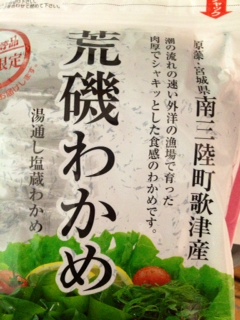 原藻・宮城県
南三陸町歌津産
潮の流れの速い外洋の漁場で育った
肉厚でシャキッとした食感のわかめです。
荒磯わかめ
湯通し塩蔵わかめ
限定